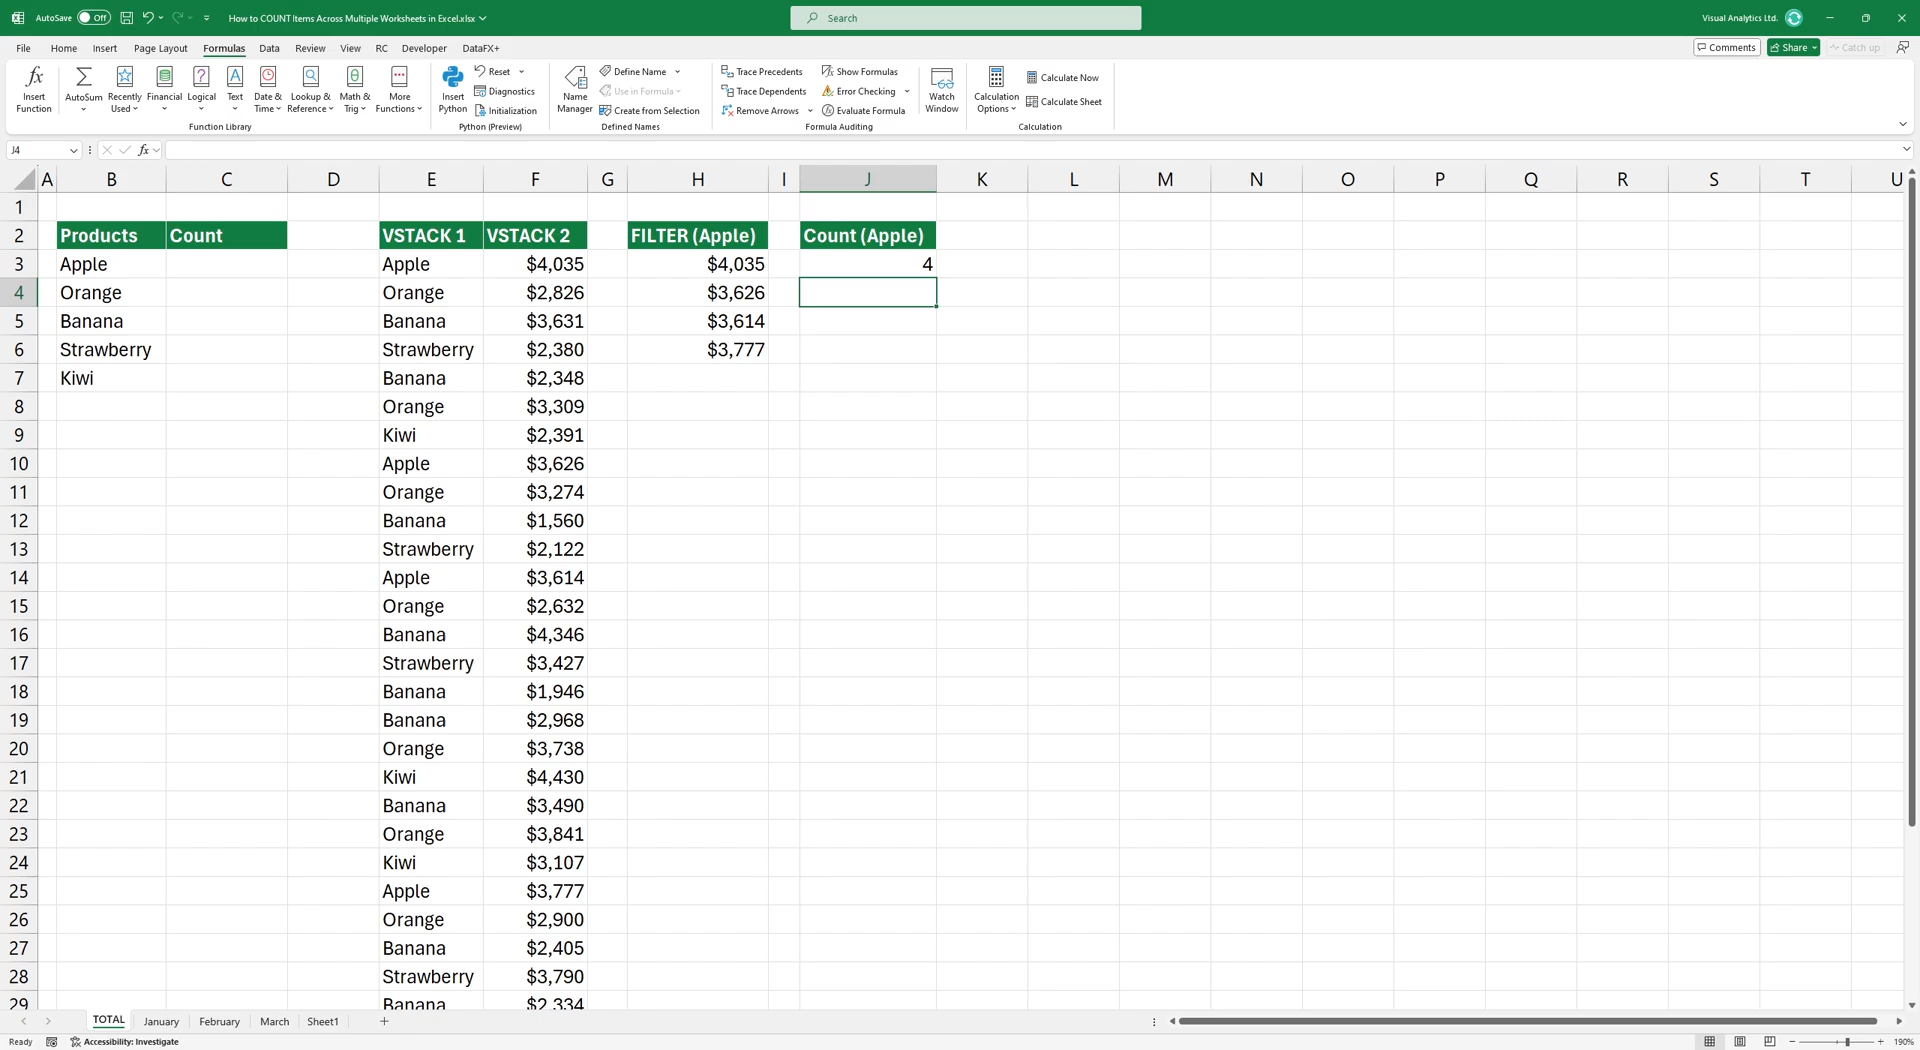 AutoSave Off How to COUNT Items Across Multiple Worksheets in Excel.xlsx Search Visual Analytics Ltd.
File Home Insert Page Layout Formulas Data Review View RC Developer DataFX+ Comments Share Catch up
Insert Function AutoSum Recently Used Financial Logical Text Date & Time Lookup & Reference Math & Trig More Functions
Function Library
Insert Python Reset Diagnostics Initialization
Python (Preview)
Name Manager Define Name Use in Formula Create from Selection
Defined Names
Trace Precedents Trace Dependents Remove Arrows Show Formulas Error Checking Evaluate Formula
Formula Auditing
Watch Window
Calculation Options Calculate Now Calculate Sheet
Calculation
J4 fx
A B C D E F G H I J K L M N O P Q R S T U
1
2 Products Count VSTACK 1 VSTACK 2 FILTER (Apple) Count (Apple)
3 Apple Apple $4,035 $4,035 4
4 Orange Orange $2,826 $3,626
5 Banana Banana $3,631 $3,614
6 Strawberry Strawberry $2,380 $3,777
7 Kiwi Banana $2,348
8 Orange $3,309
9 Kiwi $2,391
10 Apple $3,626
11 Orange $3,274
12 Banana $1,560
13 Strawberry $2,122
14 Apple $3,614
15 Orange $2,632
16 Banana $4,346
17 Strawberry $3,427
18 Banana $1,946
19 Banana $2,968
20 Orange $3,738
21 Kiwi $4,430
22 Banana $3,490
23 Orange $3,841
24 Kiwi $3,107
25 Apple $3,777
26 Orange $2,900
27 Banana $2,405
28 Strawberry $3,790
29 Banana $2,334
TOTAL January February March Sheet1
Ready Accessibility: Investigate 190%